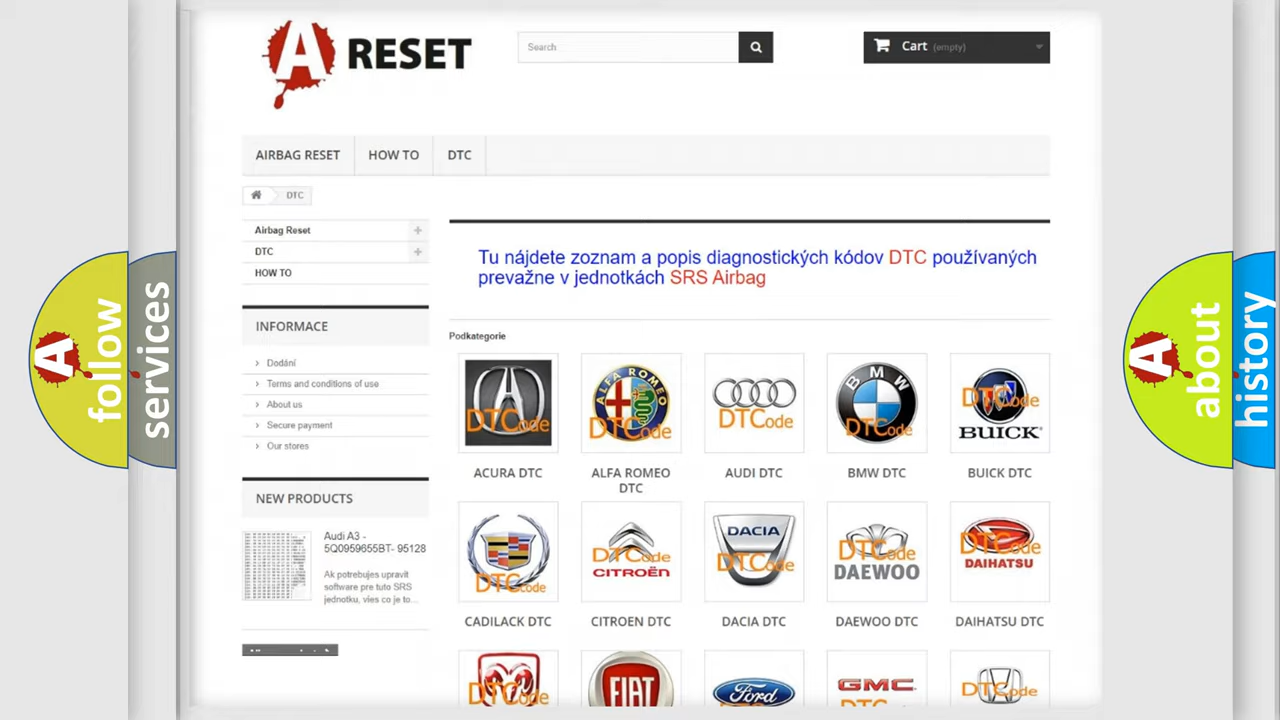 A RESET
Search
Cart (empty)
AIRBAG RESET
HOW TO
DTC
DTC
Airbag Reset
DTC
HOW TO
Tu nájdete zoznam a popis diagnostických kódov DTC používaných
prevažne v jednotkách SRS Airbag
INFORMACE
Dodání
Terms and conditions of use
About us
Secure payment
Our stores
Podkategorie
DTCode
ALFA ROMEO
DTCode
DTCode
BMW
DTCode
DTCode
BUICK
ACURA DTC
ALFA ROMEO
DTC
AUDI DTC
BMW DTC
BUICK DTC
NEW PRODUCTS
Audi A3 -
5Q0959655BT- 95128
Ak potrebujes upravit
software pre tuto SRS
jednotku, vies co je to...
DTCode
DTCode
CITROËN
DACIA
DTCode
DTCode
DAEWOO
DTCode
DAIHATSU
CADILACK DTC
CITROEN DTC
DACIA DTC
DAEWOO DTC
DAIHATSU DTC
DTCode
FIAT
Ford
GMC
DTCode
A follow
services
A about
history